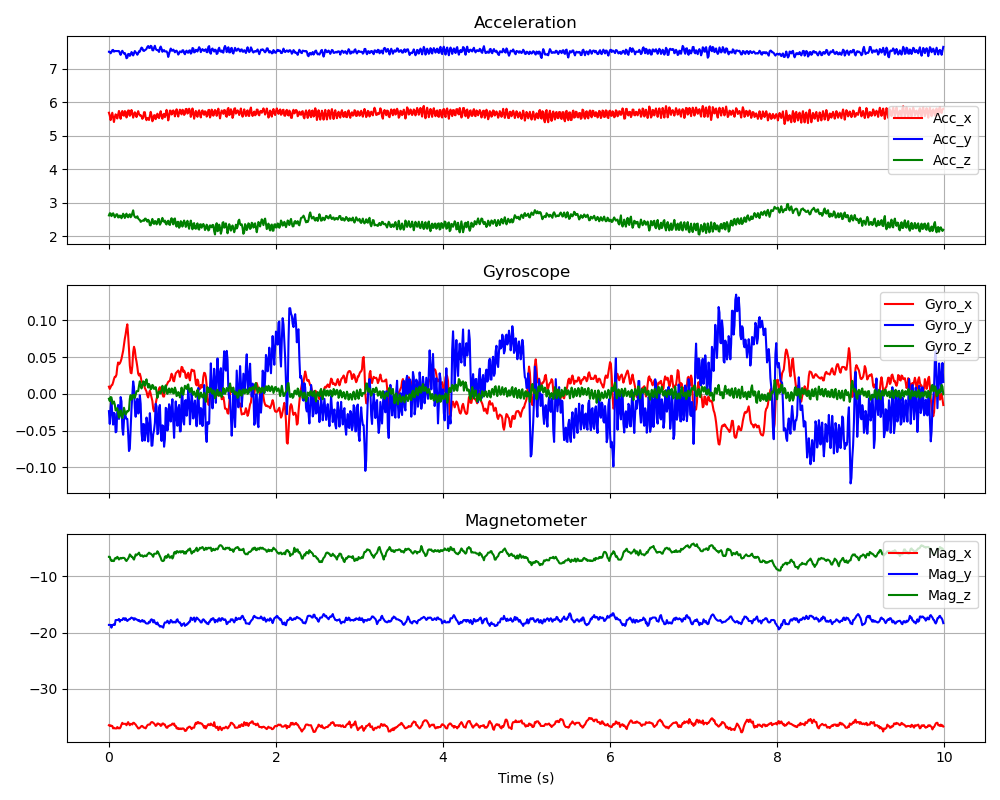 Acceleration
7
6
5
4
3
2
Acc_x
Acc_y
Acc_z
Gyroscope
0.10
0.05
0.00
−0.05
−0.10
Gyro_x
Gyro_y
Gyro_z
Magnetometer
−10
−20
−30
Mag_x
Mag_y
Mag_z
0 2 4 6 8 10
Time (s)